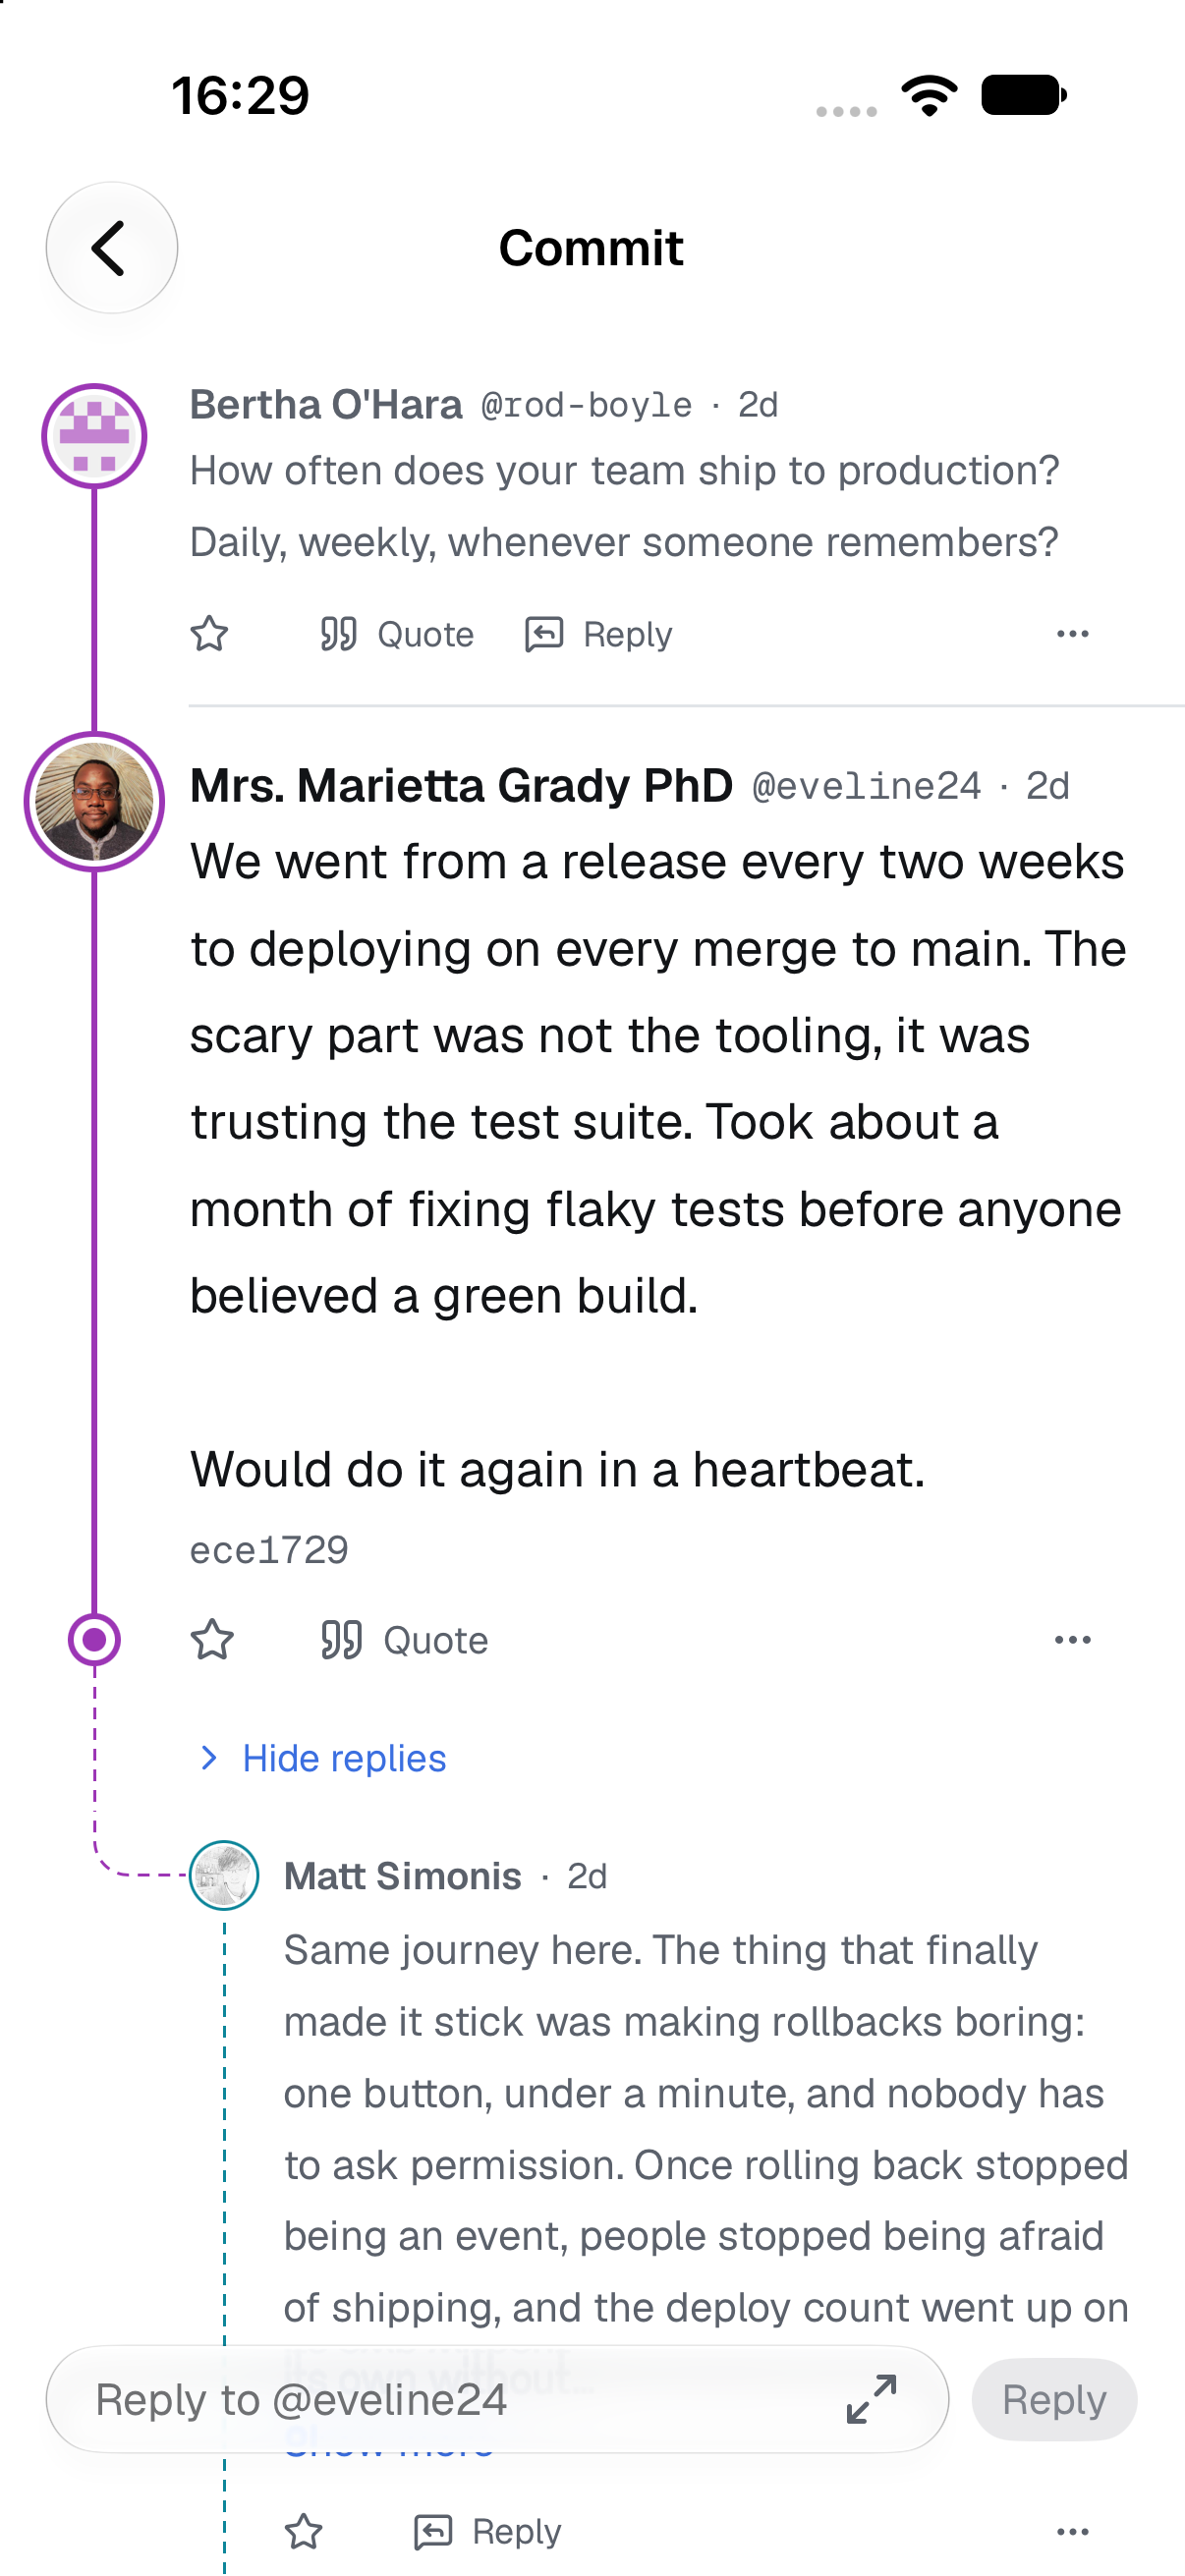 16:29
Commit
Bertha O'Hara @rod-boyle · 2d
How often does your team ship to production?
Daily, weekly, whenever someone remembers?
Quote Reply
Mrs. Marietta Grady PhD @eveline24 · 2d
We went from a release every two weeks
to deploying on every merge to main. The
scary part was not the tooling, it was
trusting the test suite. Took about a
month of fixing flaky tests before anyone
believed a green build.
Would do it again in a heartbeat.
ece1729
Quote
Hide replies
Matt Simonis · 2d
Same journey here. The thing that finally
made it stick was making rollbacks boring:
one button, under a minute, and nobody has
to ask permission. Once rolling back stopped
being an event, people stopped being afraid
of shipping, and the deploy count went up on
its own without...
Reply to @eveline24
Reply
Show more
Reply